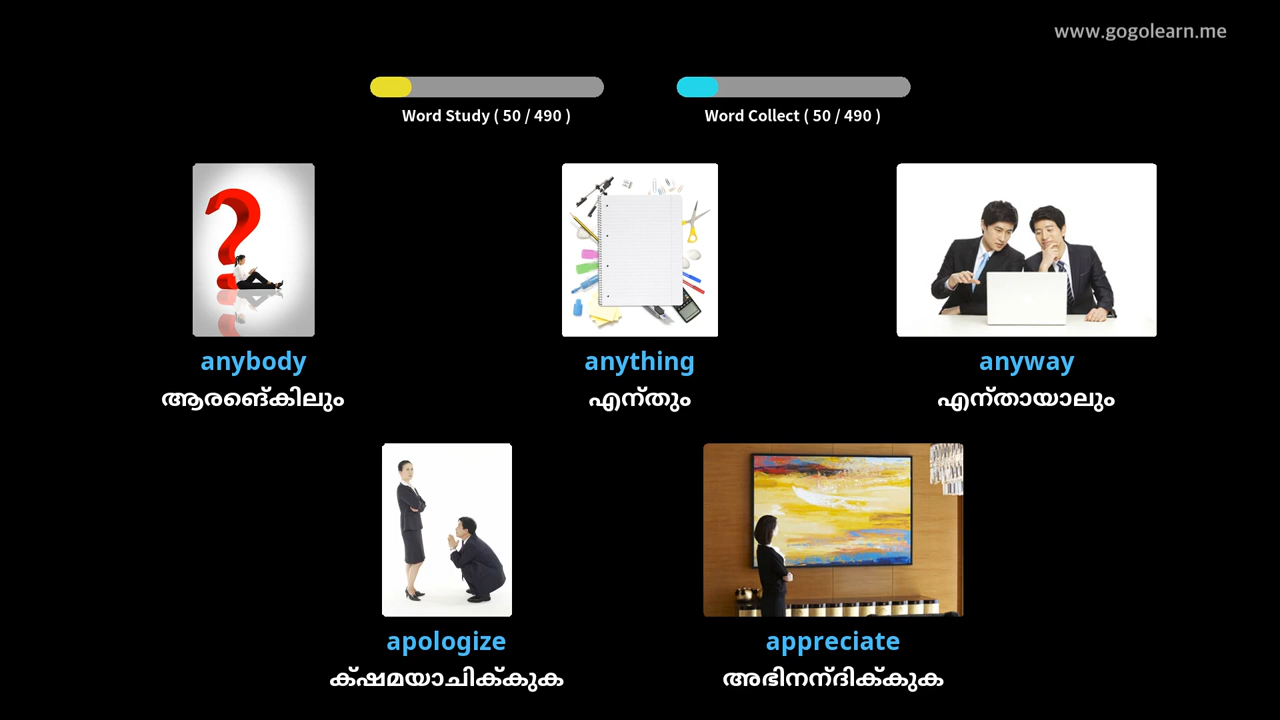 www.gogolearn.me
Word Study ( 50 / 490 )
Word Collect ( 50 / 490 )
anybody
anything
anyway
ആരങ്കെിലും
എന്തും
എന്തായാലും
apologize
appreciate
ക്ഷമയാചിക്കുക
അഭിനന്ദിക്കുക